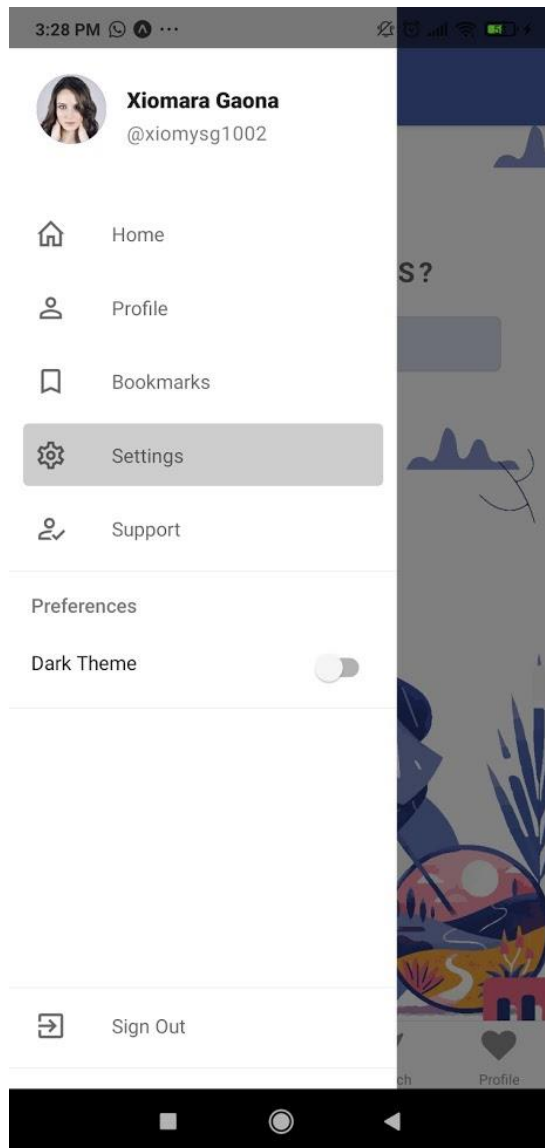 3:28 PM
Xiomara Gaona
@xiomysg1002
Home
S?
Profile
Bookmarks
Settings
Support
Preferences
Dark Theme
Sign Out
ch
Profile